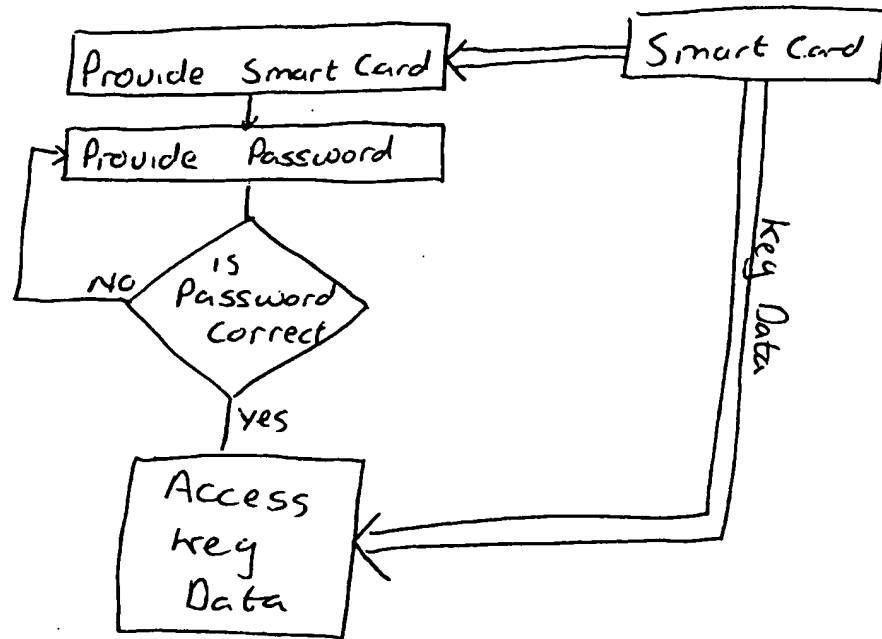 Provide Smart Card
Smart Card
Provide Password
NO
is
Password
Correct
Yes
Key Data
Access
Key
Data